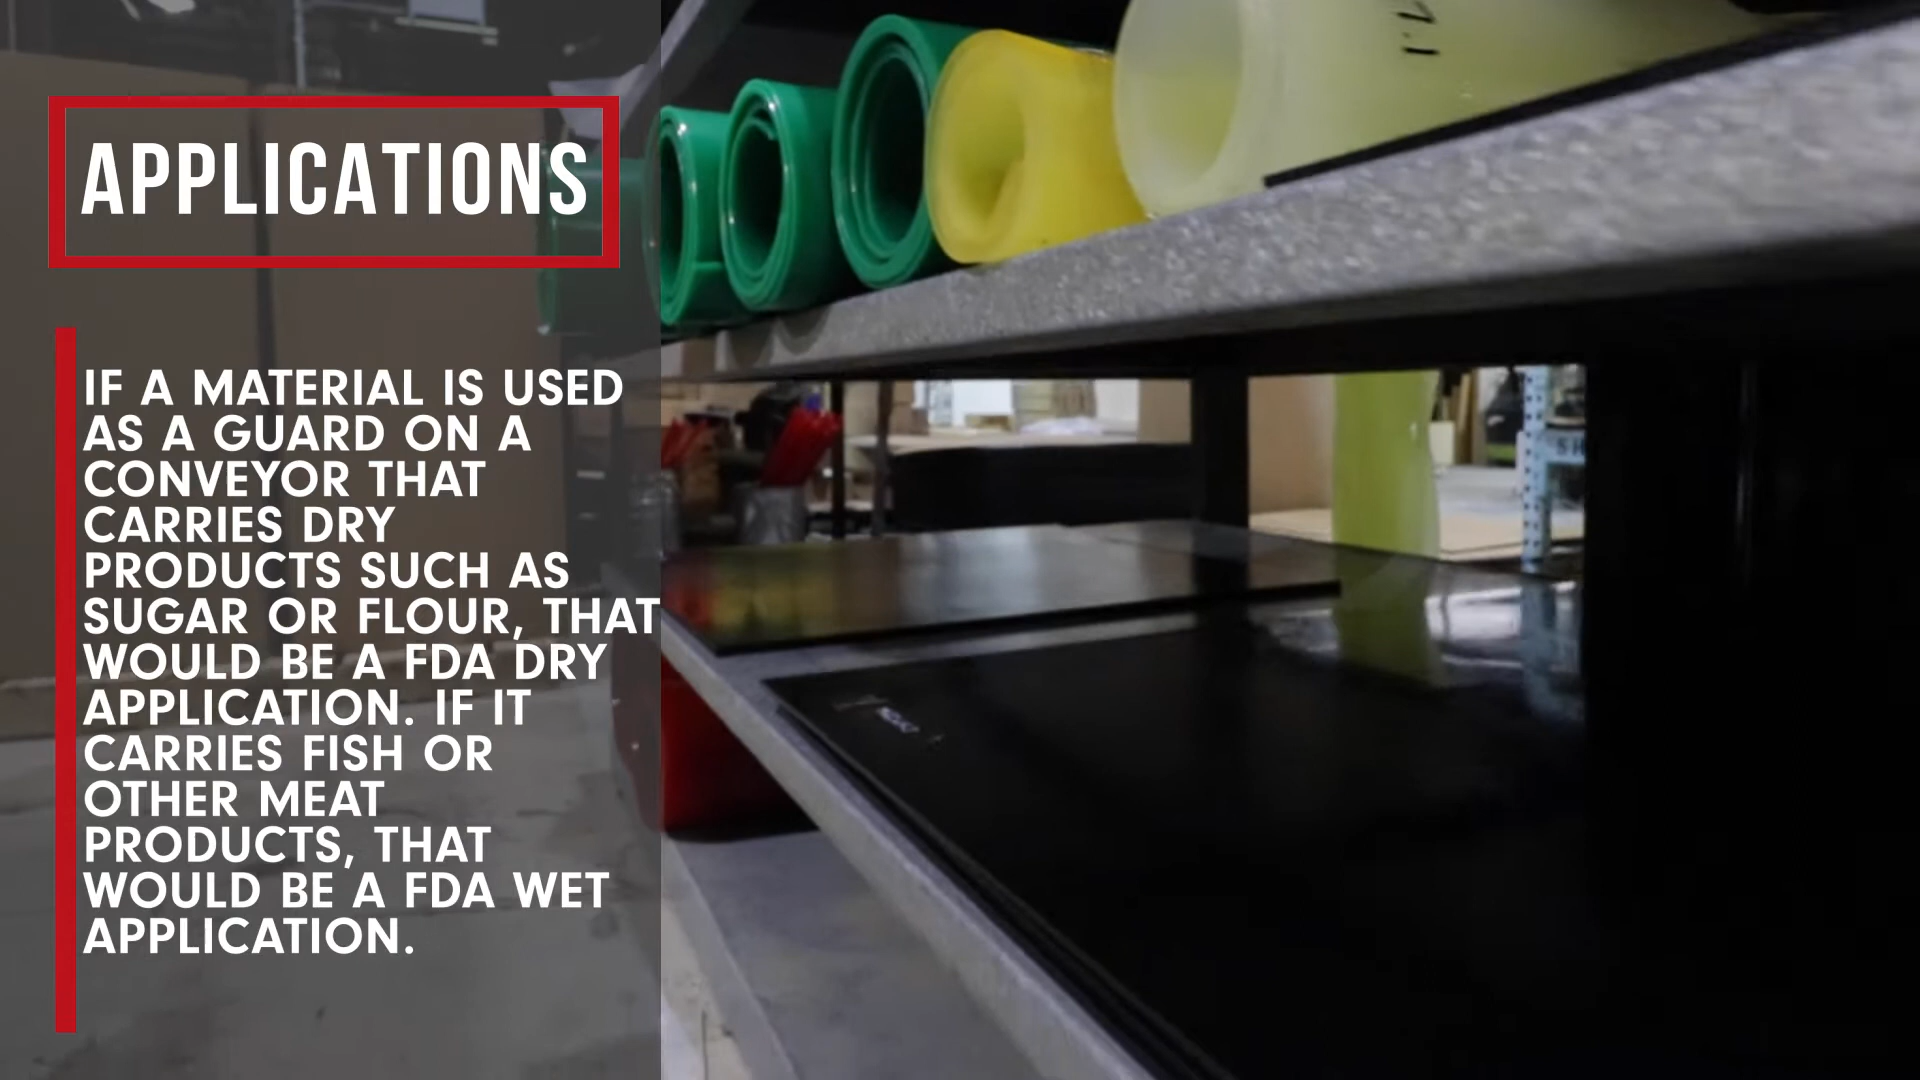 APPLICATIONS
IF A MATERIAL IS USED
AS A GUARD ON A
CONVEYOR THAT
CARRIES DRY
PRODUCTS SUCH AS
SUGAR OR FLOUR, THAT
WOULD BE A FDA DRY
APPLICATION. IF IT
CARRIES FISH OR
OTHER MEAT
PRODUCTS, THAT
WOULD BE A FDA WET
APPLICATION.